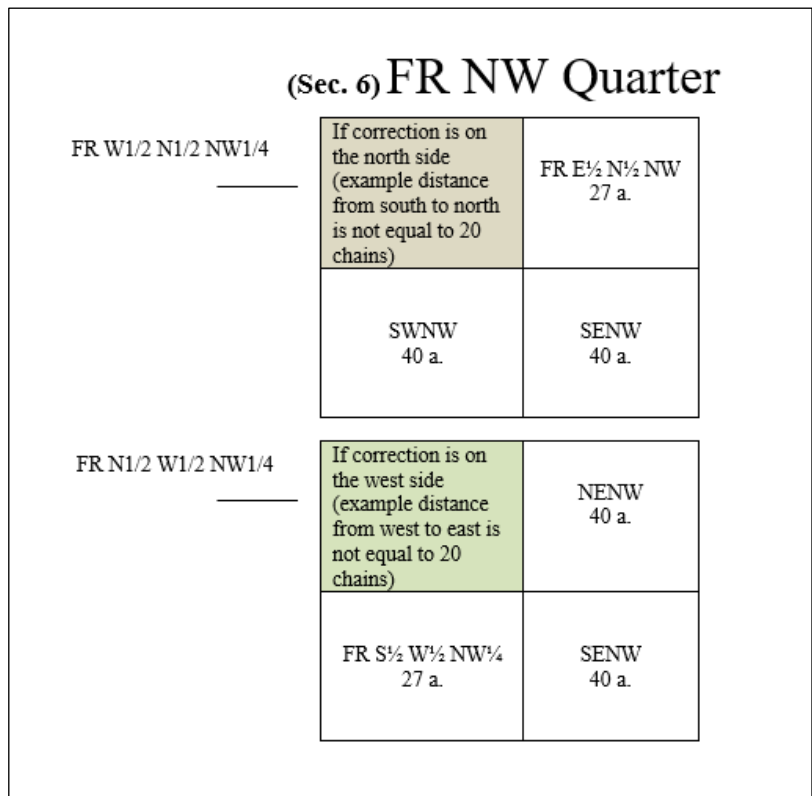 (Sec. 6) FR NW Quarter
FR W1/2 N1/2 NW1/4
If correction is on
the north side
(example distance
from south to north
is not equal to 20
chains)
FR E½ N½ NW
27 a.
SWNW
40 a.
SENW
40 a.
FR N1/2 W1/2 NW1/4
If correction is on
the west side
(example distance
from west to east is
not equal to 20
chains)
NENW
40 a.
FR S½ W½ NW¼
27 a.
SENW
40 a.